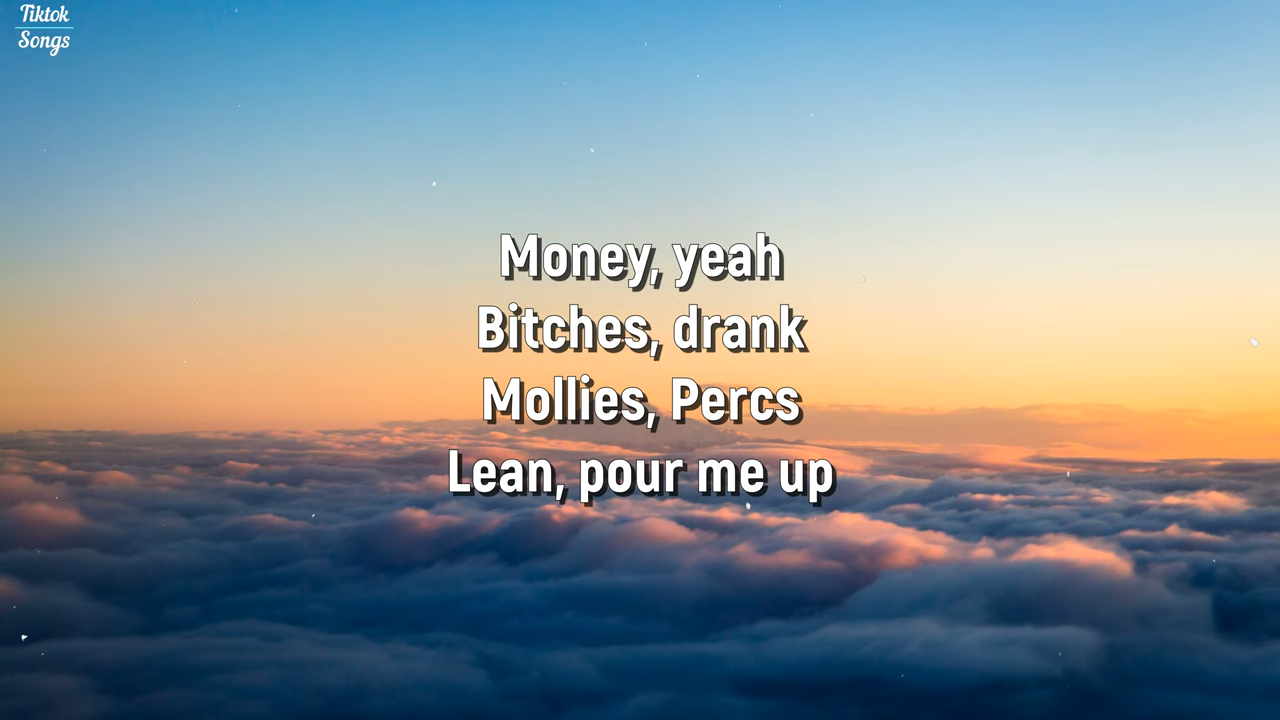 Tiktok
Songs
Money, yeah
Bitches, drank
Mollies, Percs
Lean, pour me up